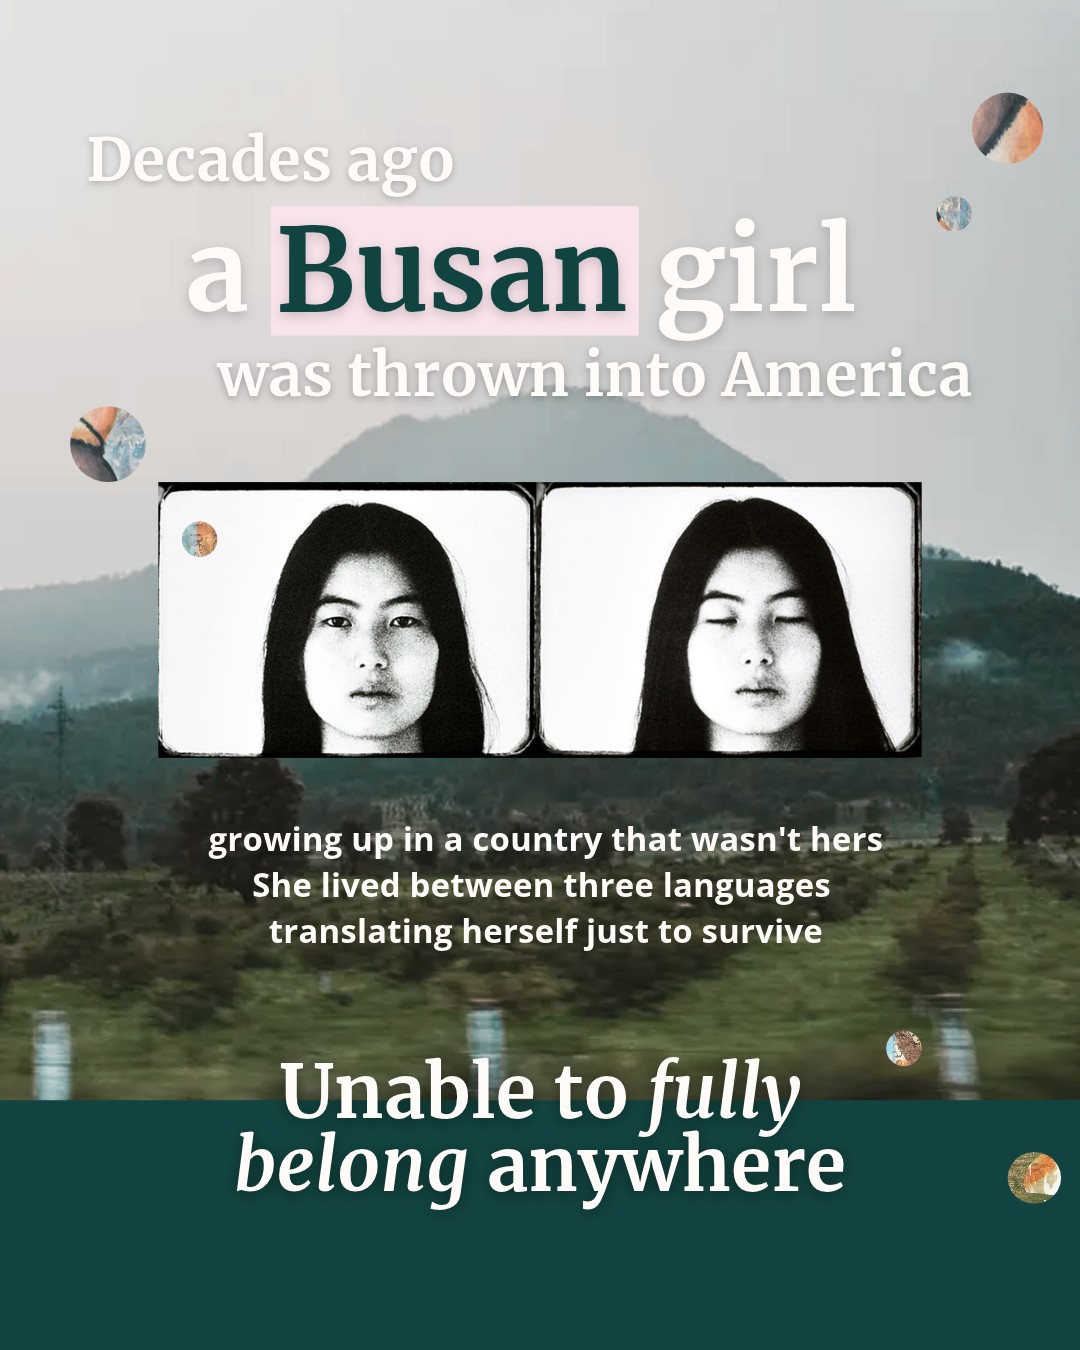 Decades ago
a Busan girl
was thrown into America
growing up in a country that wasn't hers
She lived between three languages
translating herself just to survive
Unable to fully
belong anywhere